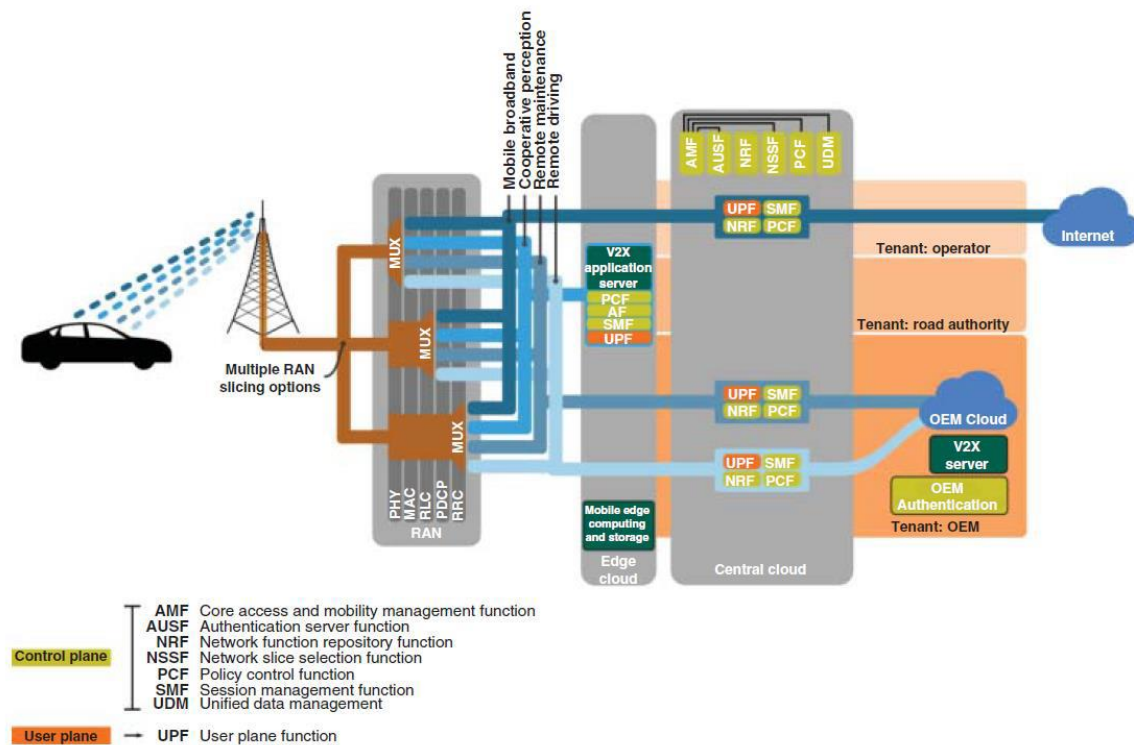 Mobile broadband
Cooperative perception
Remote maintenance
Remote driving
AMF
AUSF
NRF
NSSF
PCF
UDM
MUX
MUX
MUX
Multiple RAN
slicing options
PHY
MAC
RLC
PDCP
RRC
RAN
V2X
application
server
PCF
AF
SMF
UPF
Mobile edge
computing
and storage
Edge
cloud
UPF SMF
NRF PCF
UPF SMF
NRF PCF
UPF SMF
NRF PCF
Central cloud
Internet
Tenant: operator
Tenant: road authority
OEM Cloud
V2X
server
OEM
Authentication
Tenant: OEM
Control plane
AMF Core access and mobility management function
AUSF Authentication server function
NRF Network function repository function
NSSF Network slice selection function
PCF Policy control function
SMF Session management function
UDM Unified data management
User plane → UPF User plane function